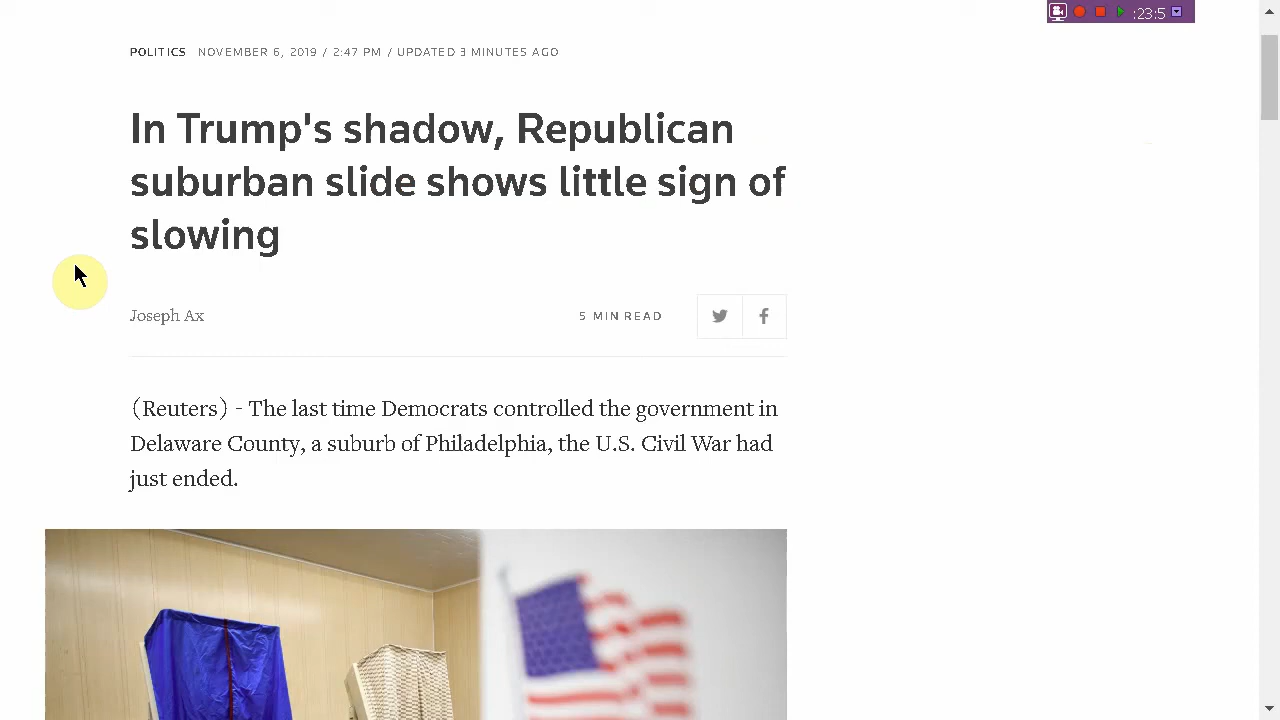 :23:5
POLITICS NOVEMBER 6, 2019 / 2:47 PM / UPDATED 3 MINUTES AGO
In Trump's shadow, Republican
suburban slide shows little sign of
slowing
Joseph Ax
5 MIN READ
(Reuters) - The last time Democrats controlled the government in
Delaware County, a suburb of Philadelphia, the U.S. Civil War had
just ended.